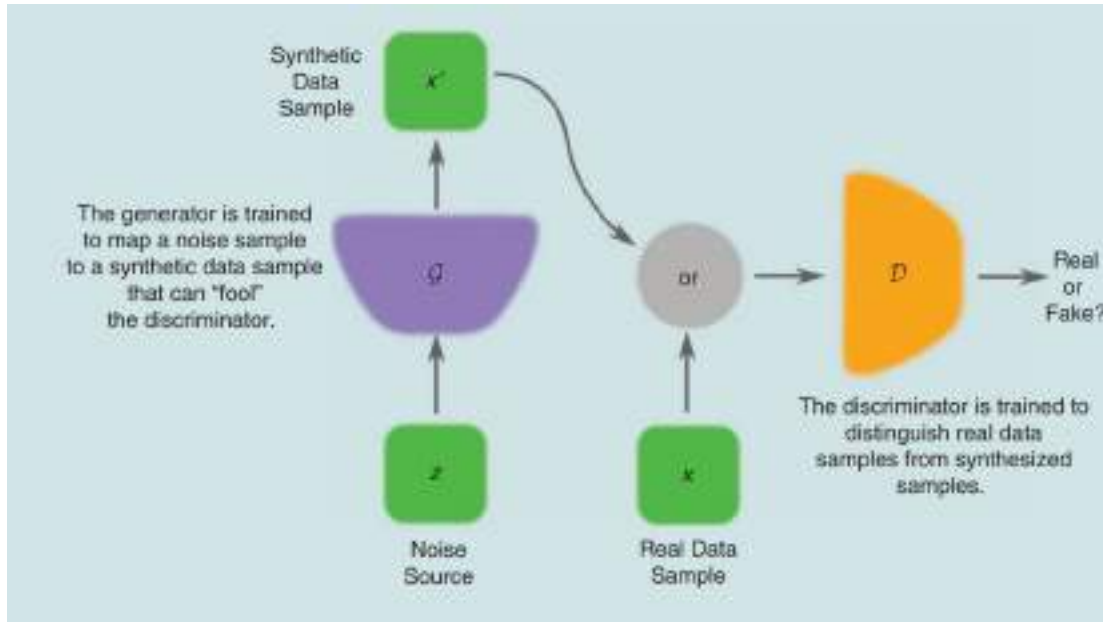 Synthetic
Data
Sample
x'
The generator is trained
to map a noise sample
to a synthetic data sample
that can "fool"
the discriminator.
G
or
D
Real
or
Fake?
The discriminator is trained to
distinguish real data
samples from synthesized
samples.
z
x
Noise
Source
Real Data
Sample